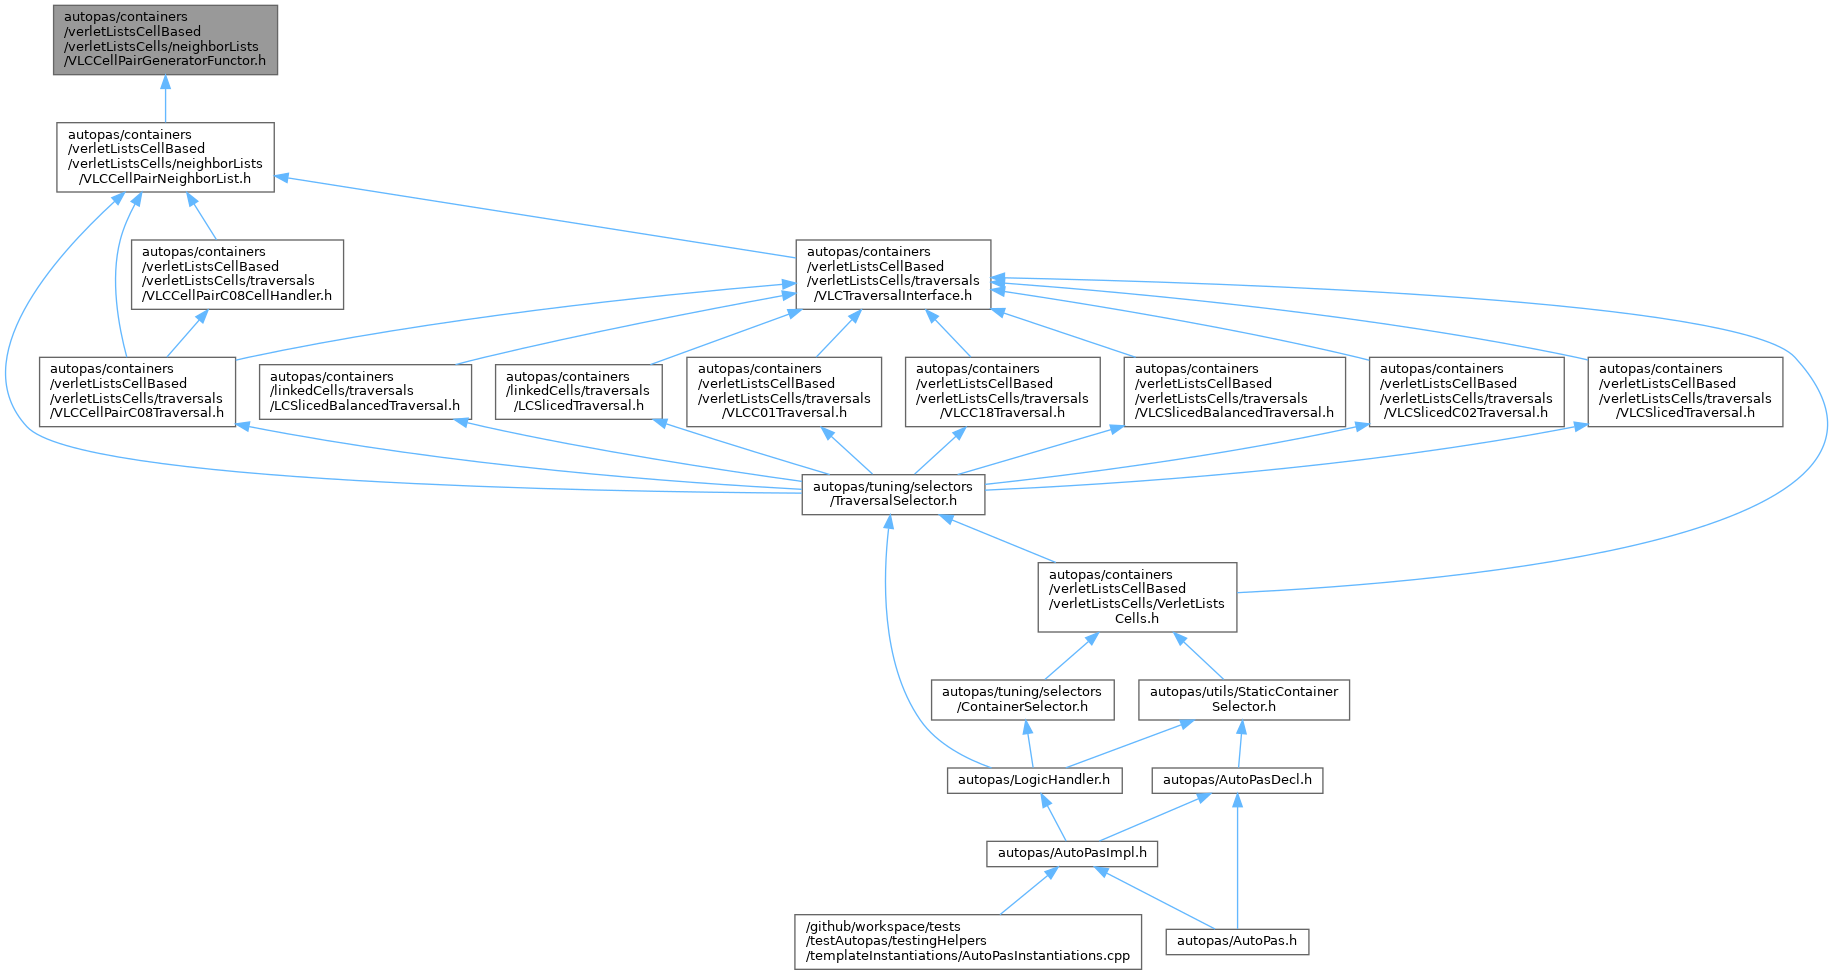 autopas/containers
/verletListsCellBased
/verletListsCells/neighborLists
/VLCCellPairGeneratorFunctor.h
autopas/containers
/verletListsCellBased
/verletListsCells/neighborLists
/VLCCellPairNeighborList.h
autopas/containers
/verletListsCellBased
/verletListsCells/traversals
/VLCCellPairC08CellHandler.h
autopas/containers
/verletListsCellBased
/verletListsCells/traversals
/VLCTraversalInterface.h
autopas/containers
/verletListsCellBased
/verletListsCells/traversals
/VLCCellPairC08Traversal.h
autopas/containers
/linkedCells/traversals
/LCSlicedBalancedTraversal.h
autopas/containers
/linkedCells/traversals
/LCSlicedTraversal.h
autopas/containers
/verletListsCellBased
/verletListsCells/traversals
/VLCC01Traversal.h
autopas/containers
/verletListsCellBased
/verletListsCells/traversals
/VLCC18Traversal.h
autopas/containers
/verletListsCellBased
/verletListsCells/traversals
/VLCSlicedBalancedTraversal.h
autopas/containers
/verletListsCellBased
/verletListsCells/traversals
/VLCSlicedC02Traversal.h
autopas/containers
/verletListsCellBased
/verletListsCells/traversals
/VLCSlicedTraversal.h
autopas/tuning/selectors
/TraversalSelector.h
autopas/containers
/verletListsCellBased
/verletListsCells/VerletLists
Cells.h
autopas/tuning/selectors
/ContainerSelector.h
autopas/utils/StaticContainer
Selector.h
autopas/LogicHandler.h
autopas/AutoPasDecl.h
autopas/AutoPasImpl.h
/github/workspace/tests
/testAutopas/testingHelpers
/templateInstantiations/AutoPasInstantiations.cpp
autopas/AutoPas.h